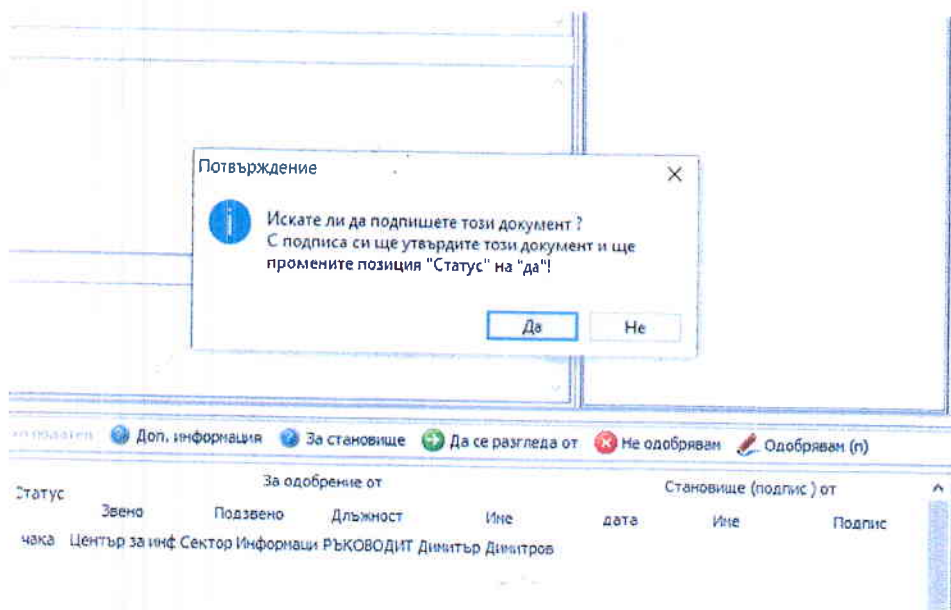 Потвърждение
Искате ли да подпишете този документ ?
С подписа си ще утвърдите този документ и ще
промените позиция "Статус" на "да"!
Да Не
Доп. информация За становище Да се разгледа от Не одобрявам Одобрявам (п)
Статус За одобрение от Становище (подпис ) от
Звено Подзвено Длъжност Име дата Име Подпис
чака Център за инф Сектор Информаци РЪКОВОДИТ Димитър Димитров